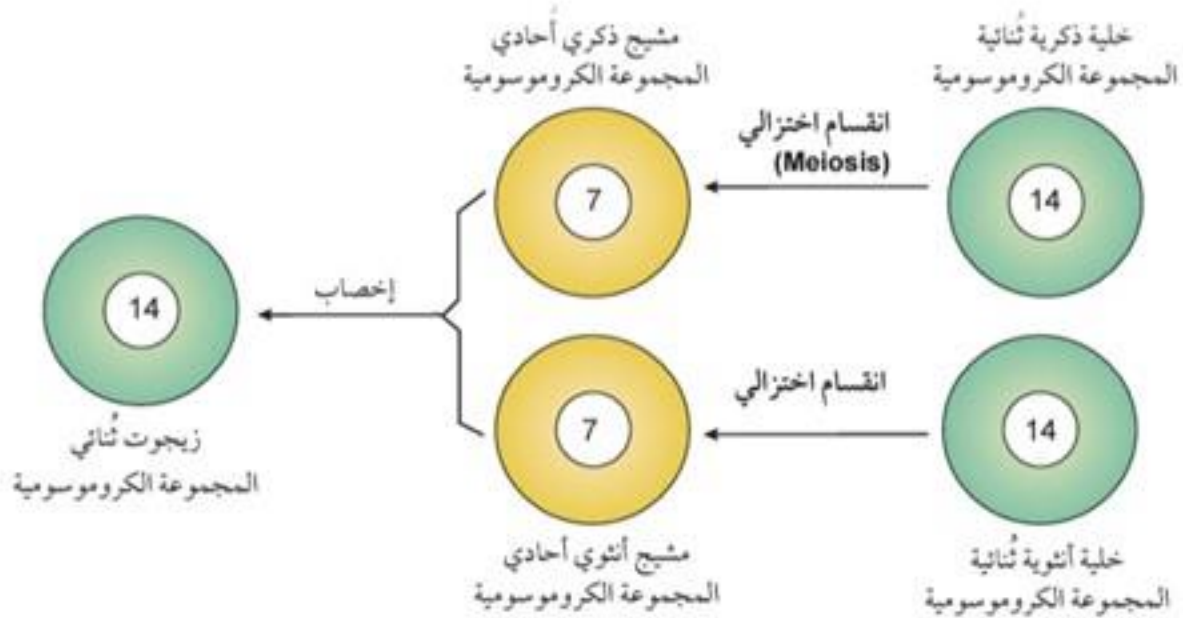 خلية ذكرية ثُنائية
المجموعة الكروموسومية
14
انقسام اختزالي
(Meiosis)
مشيج ذكري أُحادي
المجموعة الكروموسومية
7
خلية أنثوية ثُنائية
المجموعة الكروموسومية
14
انقسام اختزالي
مشيج أنثوي أحادي
المجموعة الكروموسومية
7
إخصاب
14
زيجوت ثُنائي
المجموعة الكروموسومية